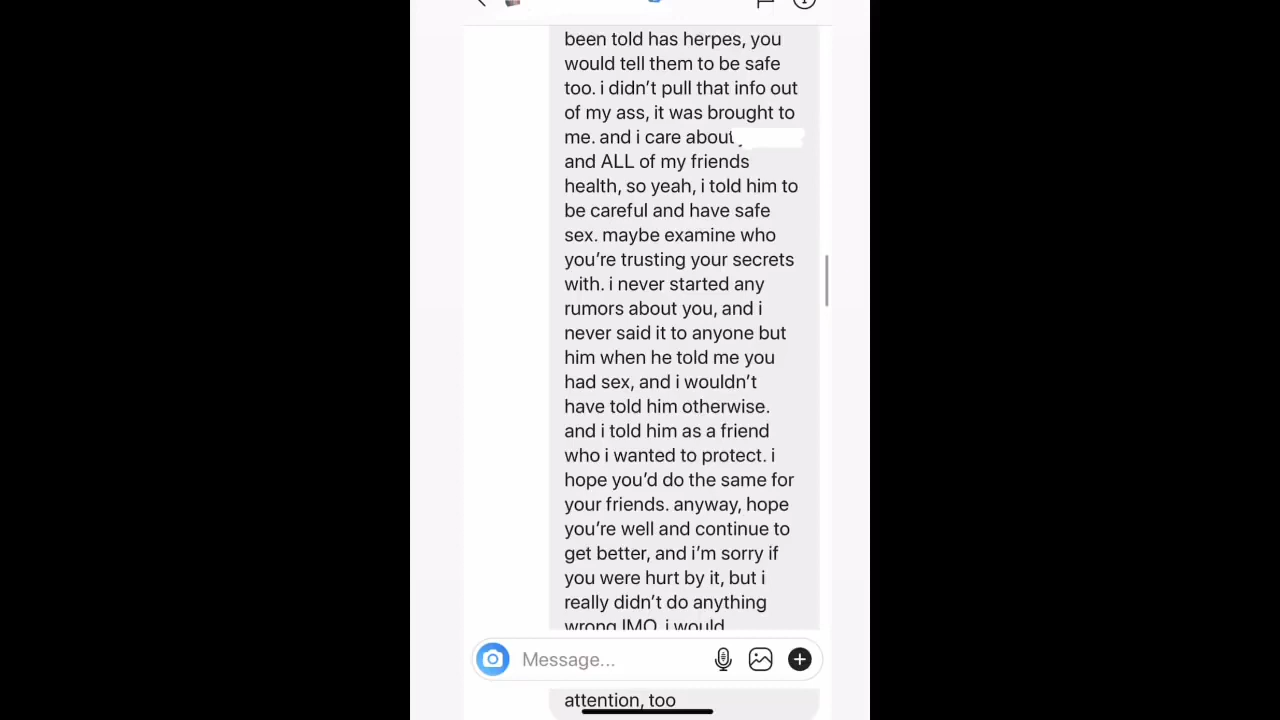 been told has herpes, you
would tell them to be safe
too. i didn't pull that info out
of my ass, it was brought to
me. and i care about
and ALL of my friends
health, so yeah, i told him to
be careful and have safe
sex. maybe examine who
you're trusting your secrets
with. i never started any
rumors about you, and i
never said it to anyone but
him when he told me you
had sex, and i wouldn't
have told him otherwise.
and i told him as a friend
who i wanted to protect. i
hope you'd do the same for
your friends. anyway, hope
you're well and continue to
get better, and i'm sorry if
you were hurt by it, but i
really didn't do anything
wrong IMO. i would
Message...
attention, too